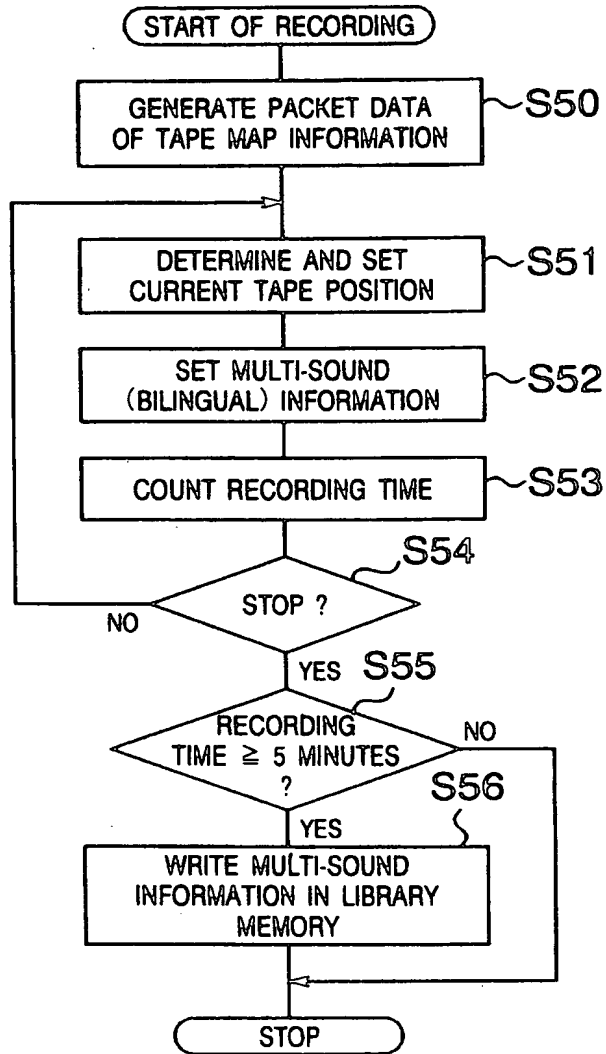 START OF RECORDING
GENERATE PACKET DATA
OF TAPE MAP INFORMATION
S50
DETERMINE AND SET
CURRENT TAPE POSITION
S51
SET MULTI-SOUND
(BILINGUAL) INFORMATION
S52
COUNT RECORDING TIME
S53
S54
STOP ?
NO
YES
S55
RECORDING
TIME ≧ 5 MINUTES
?
NO
YES
S56
WRITE MULTI-SOUND
INFORMATION IN LIBRARY
MEMORY
STOP